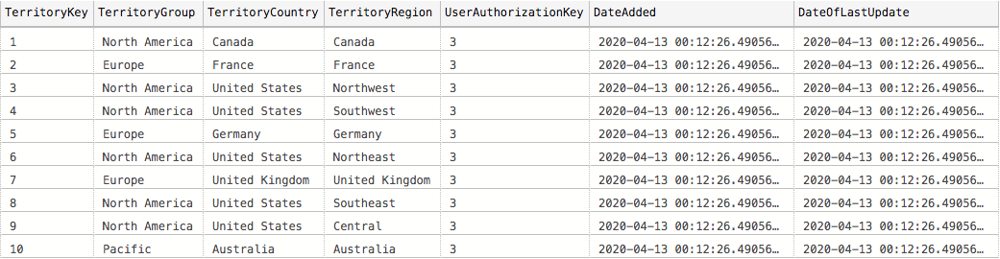 TerritoryKey TerritoryGroup TerritoryCountry TerritoryRegion UserAuthorizationKey DateAdded DateOfLastUpdate
1 North America Canada Canada 3 2020-04-13 00:12:26.49056… 2020-04-13 00:12:26.49056…
2 Europe France France 3 2020-04-13 00:12:26.49056… 2020-04-13 00:12:26.49056…
3 North America United States Northwest 3 2020-04-13 00:12:26.49056… 2020-04-13 00:12:26.49056…
4 North America United States Southwest 3 2020-04-13 00:12:26.49056… 2020-04-13 00:12:26.49056…
5 Europe Germany Germany 3 2020-04-13 00:12:26.49056… 2020-04-13 00:12:26.49056…
6 North America United States Northeast 3 2020-04-13 00:12:26.49056… 2020-04-13 00:12:26.49056…
7 Europe United Kingdom United Kingdom 3 2020-04-13 00:12:26.49056… 2020-04-13 00:12:26.49056…
8 North America United States Southeast 3 2020-04-13 00:12:26.49056… 2020-04-13 00:12:26.49056…
9 North America United States Central 3 2020-04-13 00:12:26.49056… 2020-04-13 00:12:26.49056…
10 Pacific Australia Australia 3 2020-04-13 00:12:26.49056… 2020-04-13 00:12:26.49056…